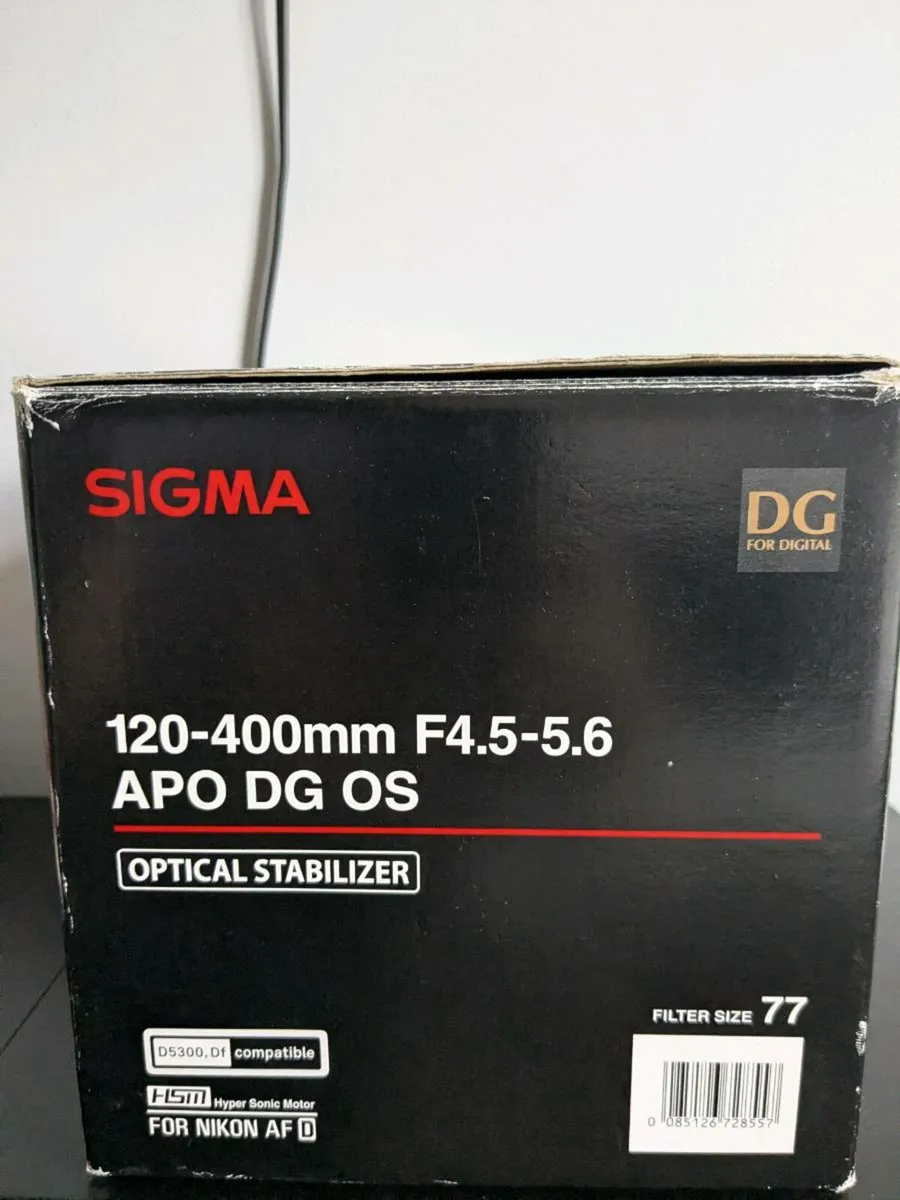 SIGMA
DG
FOR DIGITAL
120-400mm F4.5-5.6
APO DG OS
OPTICAL STABILIZER
FILTER SIZE 77
D5300, Df compatible
HSM Hyper Sonic Motor
FOR NIKON AF D
0 085126 728557